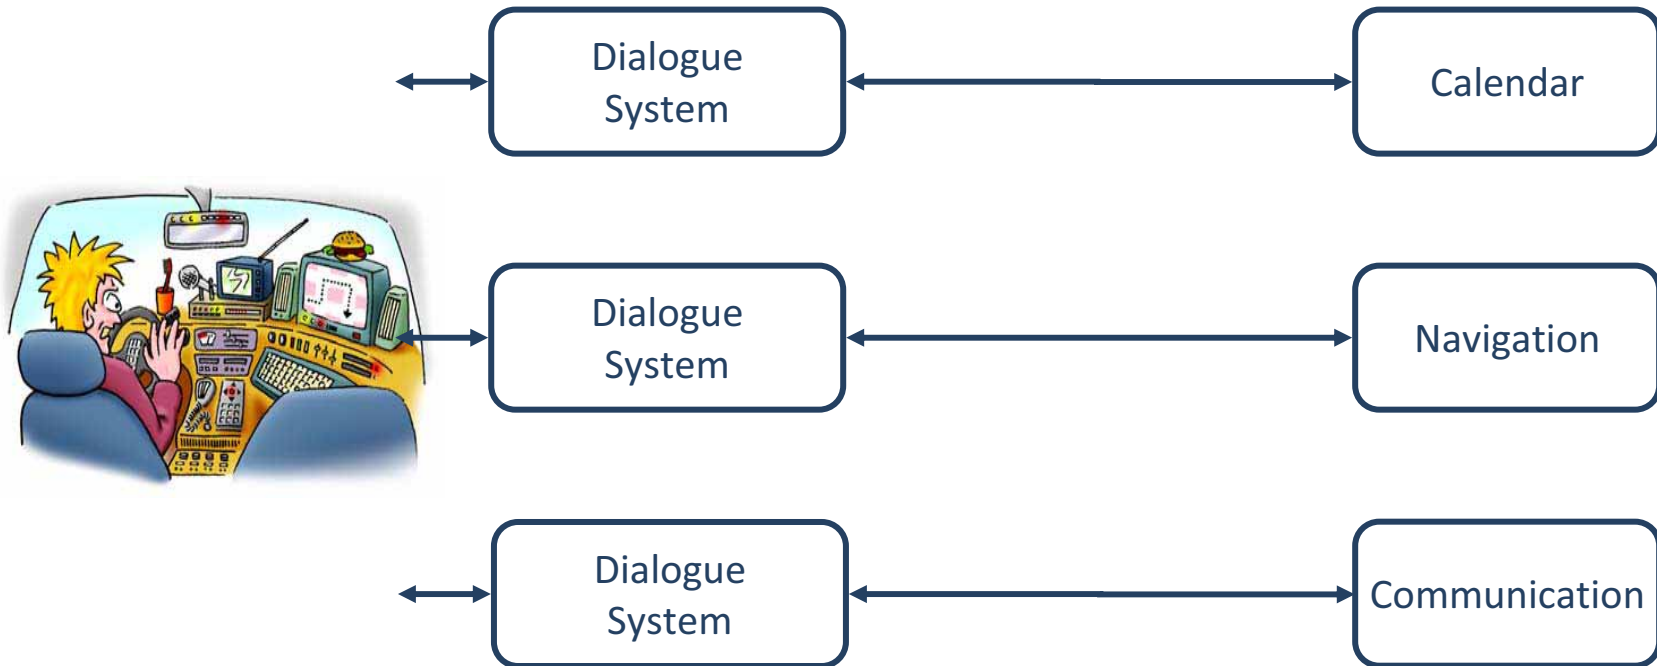 Dialogue
System
Calendar
Dialogue
System
Navigation
Dialogue
System
Communication